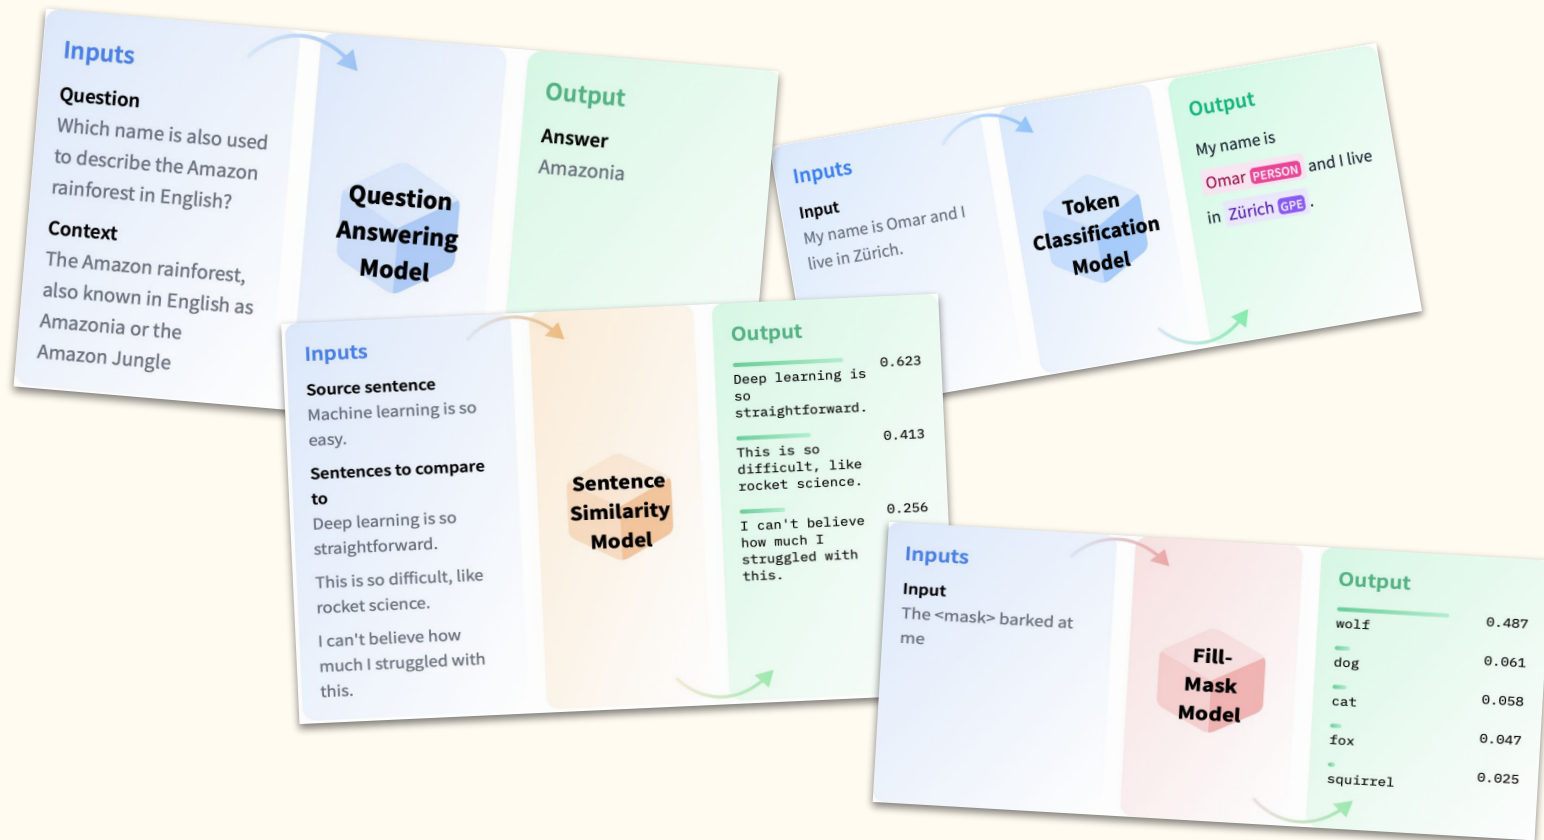 Inputs
Question
Which name is also used
to describe the Amazon
rainforest in English?
Context
The Amazon rainforest,
also known in English as
Amazonia or the
Amazon Jungle
Question
Answering
Model
Output
Answer
Amazonia
Inputs
Input
My name is Omar and I
live in Zürich.
Token
Classification
Model
Output
My name is
Omar PERSON and I live
in Zürich GPE .
Inputs
Source sentence
Machine learning is so
easy.
Sentences to compare
to
Deep learning is so
straightforward.
This is so difficult, like
rocket science.
I can't believe how
much I struggled with
this.
Sentence
Similarity
Model
Output
Deep learning is 0.623
so
straightforward.
This is so 0.413
difficult, like
rocket science.
I can't believe 0.256
how much I
struggled with
this.
Inputs
Input
The <mask> barked at
me
Fill-
Mask
Model
Output
wolf 0.487
dog 0.061
cat 0.058
fox 0.047
squirrel 0.025